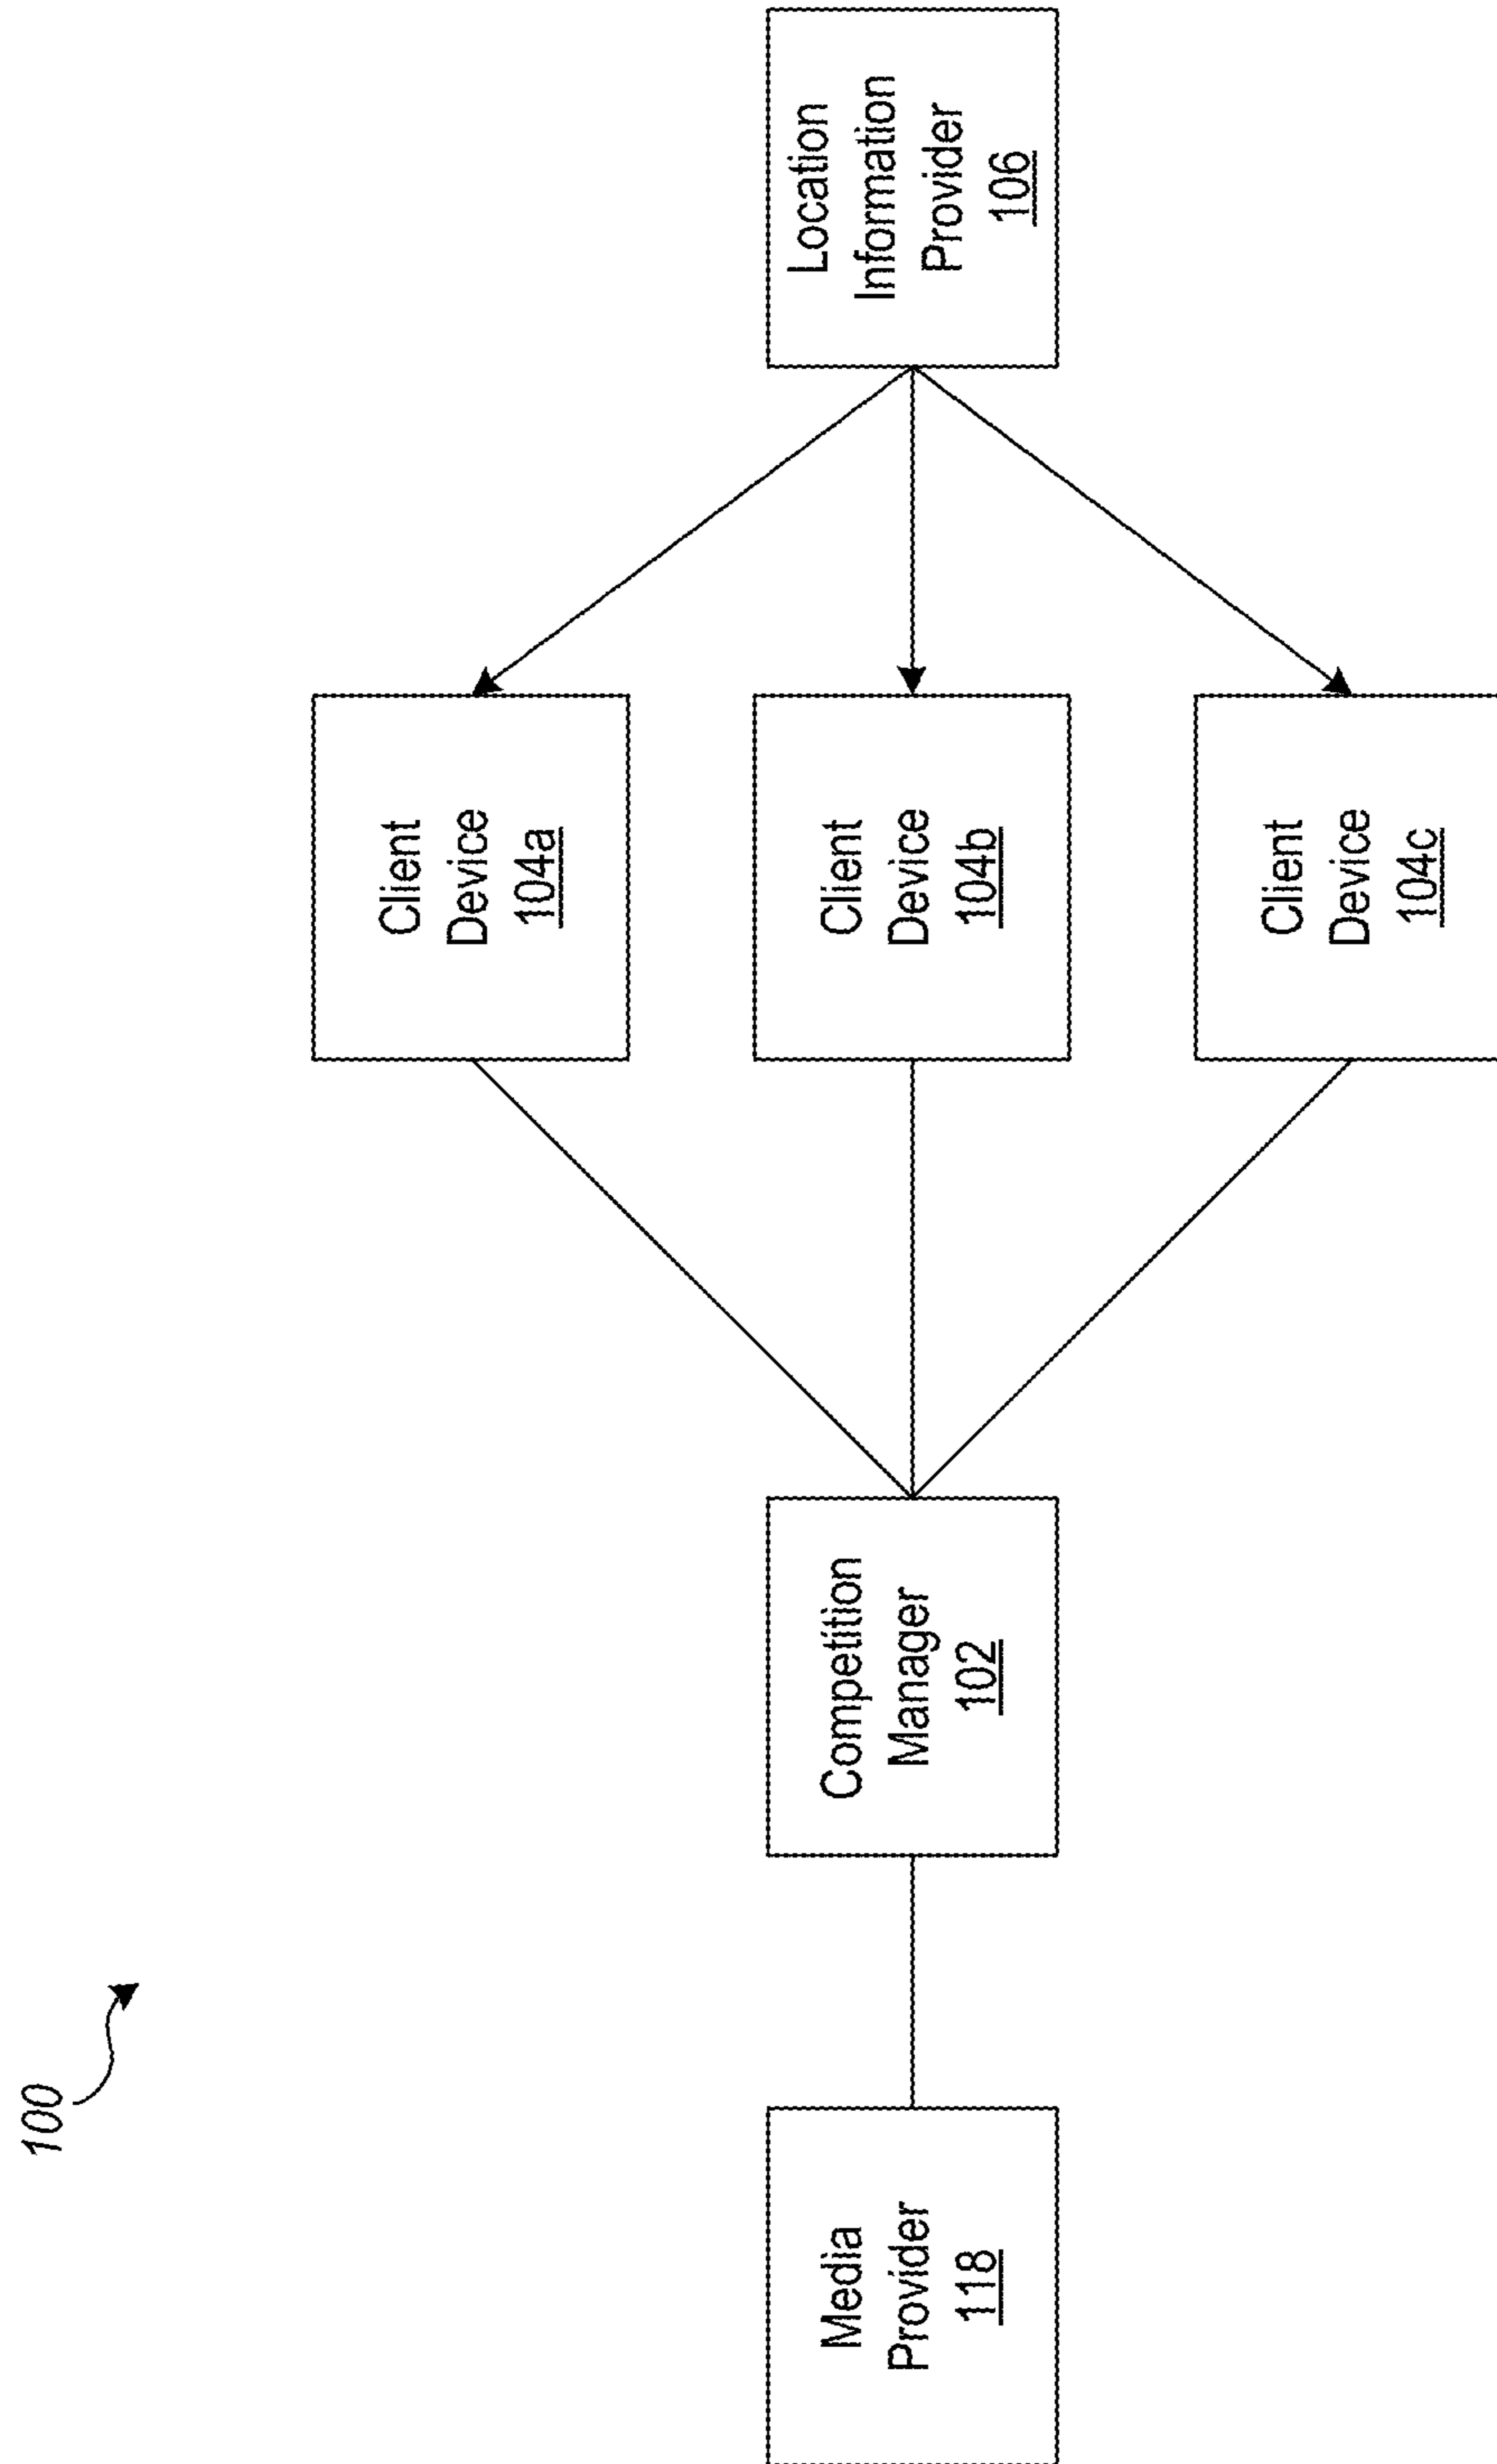 100
Media
Provider
118
Competition
Manager
102
Client
Device
104a
Client
Device
104b
Client
Device
104c
Location
Information
Provider
106